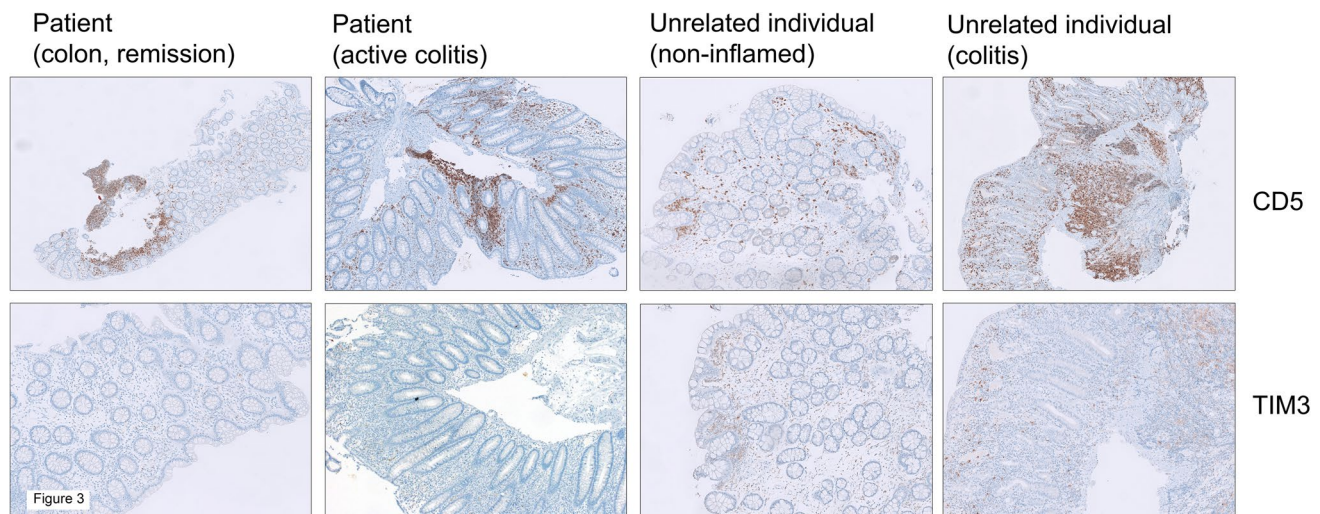 Patient
(colon, remission)
Patient
(active colitis)
Unrelated individual
(non-inflamed)
Unrelated individual
(colitis)
CD5
TIM3
Figure 3